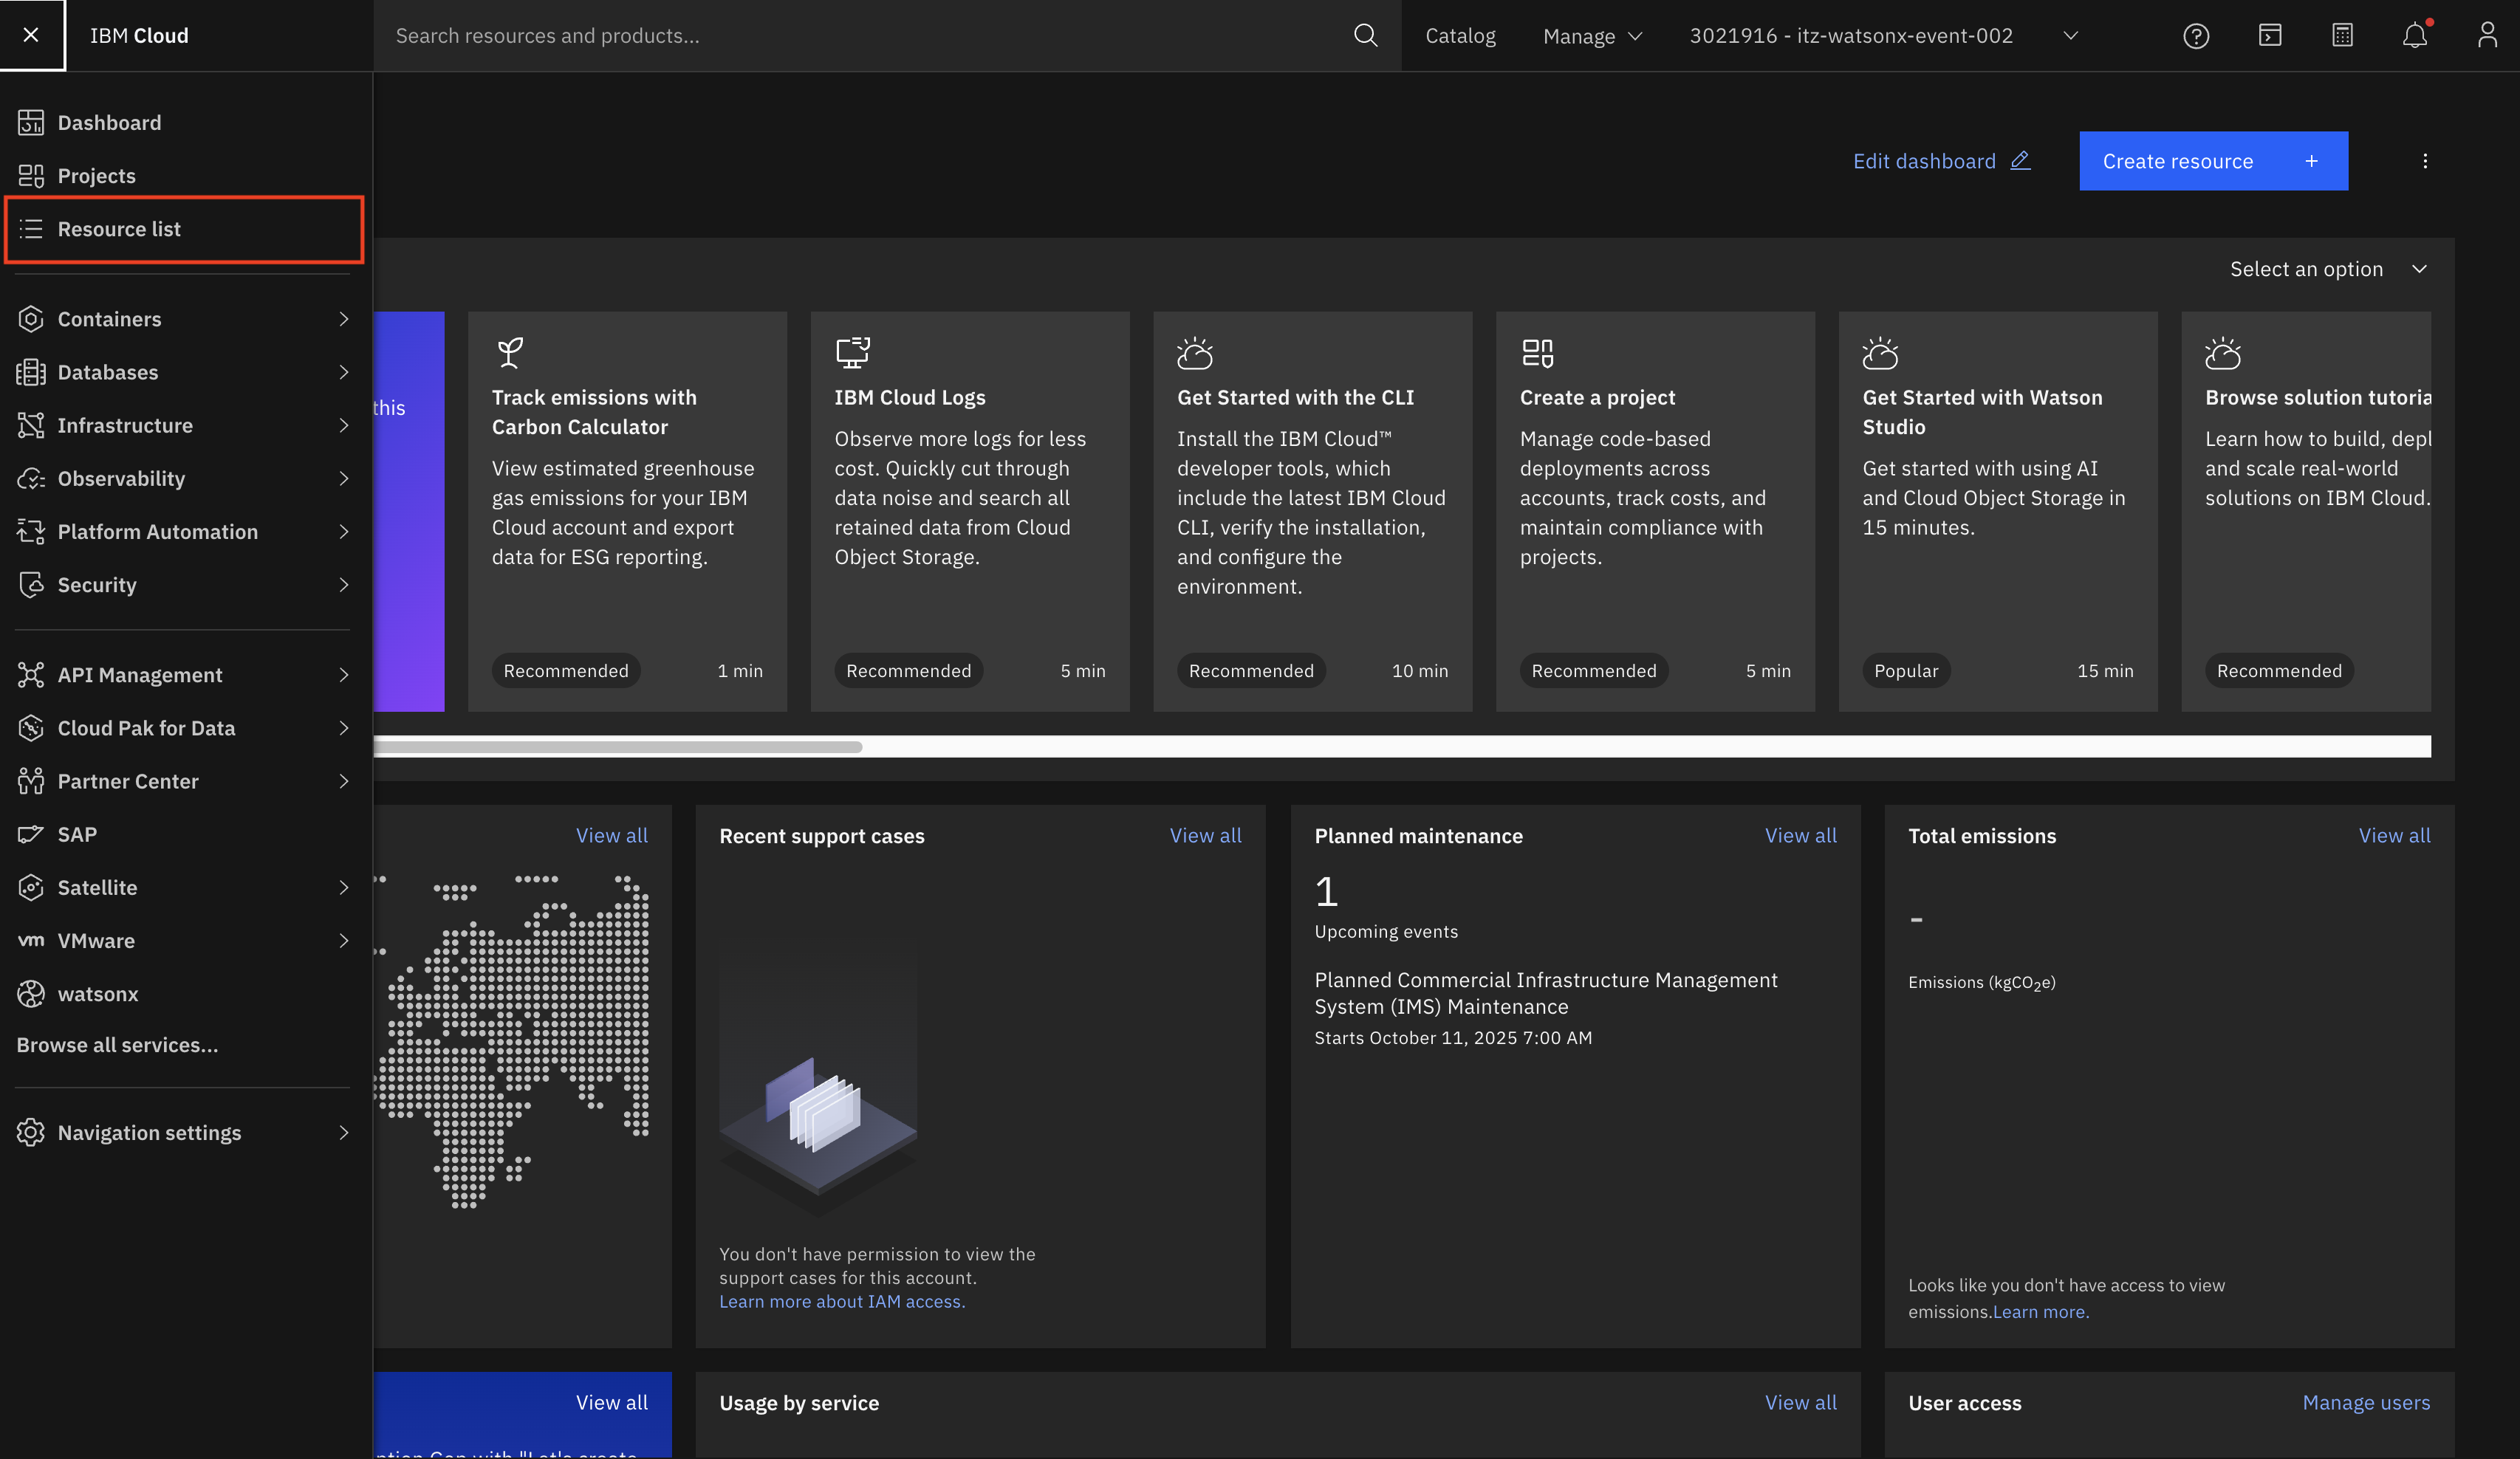 IBM Cloud
Search resources and products...
Catalog
Manage
3021916 - itz-watsonx-event-002
Dashboard
Projects
Resource list
Containers
Databases
Infrastructure
Observability
Platform Automation
Security
API Management
Cloud Pak for Data
Partner Center
SAP
Satellite
vm VMware
watsonx
Browse all services...
Navigation settings
Edit dashboard
Create resource +
Select an option
this
Track emissions with
Carbon Calculator
View estimated greenhouse
gas emissions for your IBM
Cloud account and export
data for ESG reporting.
Recommended
1 min
IBM Cloud Logs
Observe more logs for less
cost. Quickly cut through
data noise and search all
retained data from Cloud
Object Storage.
Recommended
5 min
Get Started with the CLI
Install the IBM Cloud™
developer tools, which
include the latest IBM Cloud
CLI, verify the installation,
and configure the
environment.
Recommended
10 min
Create a project
Manage code-based
deployments across
accounts, track costs, and
maintain compliance with
projects.
Recommended
5 min
Get Started with Watson
Studio
Get started with using AI
and Cloud Object Storage in
15 minutes.
Popular
15 min
Browse solution tutoria
Learn how to build, depl
and scale real-world
solutions on IBM Cloud.
Recommended
View all
Recent support cases
View all
You don't have permission to view the
support cases for this account.
Learn more about IAM access.
Planned maintenance
View all
1
Upcoming events
Planned Commercial Infrastructure Management
System (IMS) Maintenance
Starts October 11, 2025 7:00 AM
Total emissions
View all
-
Emissions (kgCO2e)
Looks like you don't have access to view
emissions.Learn more.
View all
Usage by service
View all
User access
Manage users